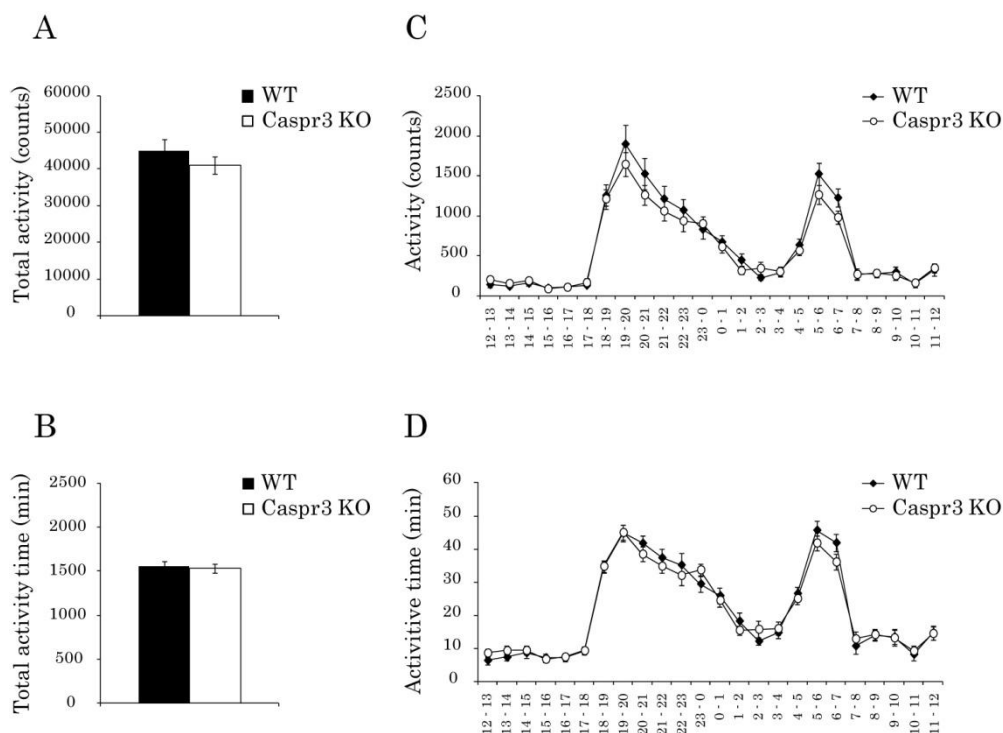 A
Total activity (counts)
60000
50000
40000
30000
20000
10000
0
WT
Caspr3 KO
C
Activity (counts)
2500
2000
1500
1000
500
0
WT
Caspr3 KO
12 - 13
13 - 14
14 - 15
15 - 16
16 - 17
17 - 18
18 - 19
19 - 20
20 - 21
21 - 22
22 - 23
23 - 0
0 - 1
1 - 2
2 - 3
3 - 4
4 - 5
5 - 6
6 - 7
7 - 8
8 - 9
9 - 10
10 - 11
11 - 12
B
Total activity time (min)
2500
2000
1500
1000
500
0
WT
Caspr3 KO
D
Activitive time (min)
60
50
40
30
20
10
0
WT
Caspr3 KO
12 - 13
13 - 14
14 - 15
15 - 16
16 - 17
17 - 18
18 - 19
19 - 20
20 - 21
21 - 22
22 - 23
23 - 0
0 - 1
1 - 2
2 - 3
3 - 4
4 - 5
5 - 6
6 - 7
7 - 8
8 - 9
9 - 10
10 - 11
11 - 12